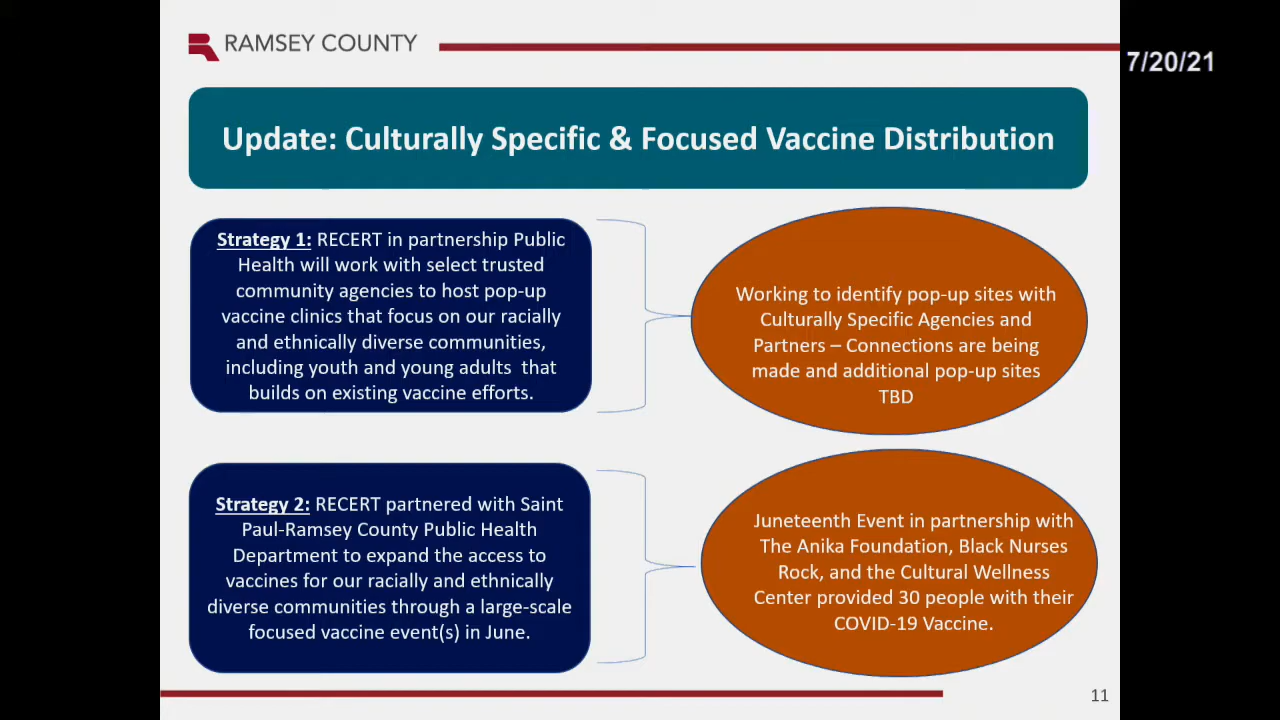 RAMSEY COUNTY
7/20/21
Update: Culturally Specific & Focused Vaccine Distribution
Strategy 1: RECERT in partnership Public
Health will work with select trusted
community agencies to host pop-up
vaccine clinics that focus on our racially
and ethnically diverse communities,
including youth and young adults that
builds on existing vaccine efforts.
Working to identify pop-up sites with
Culturally Specific Agencies and
Partners – Connections are being
made and additional pop-up sites
TBD
Strategy 2: RECERT partnered with Saint
Paul-Ramsey County Public Health
Department to expand the access to
vaccines for our racially and ethnically
diverse communities through a large-scale
focused vaccine event(s) in June.
Juneteenth Event in partnership with
The Anika Foundation, Black Nurses
Rock, and the Cultural Wellness
Center provided 30 people with their
COVID-19 Vaccine.
11